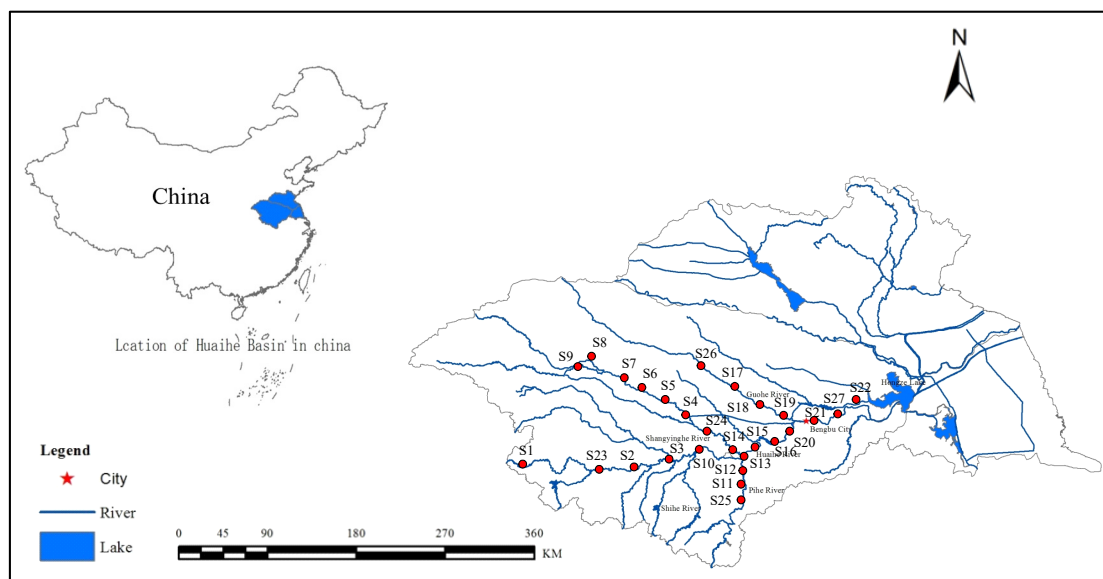 N
China
Lcation of Huaihe Basin in china
S8
S9
S26
S7
S6
S17
S5
Hongze Lake
S22
Guohe River
S4
S18
S19
S27
S21
Bengbu City
S24
S15
S20
Shangyinghe River
S14
S16
Huaihe River
S1
S3
S10
S13
S23
S2
S12
S11
Pihe River
S25
Shihe River
Legend
City
River
Lake
0 45 90 180 270 360
KM